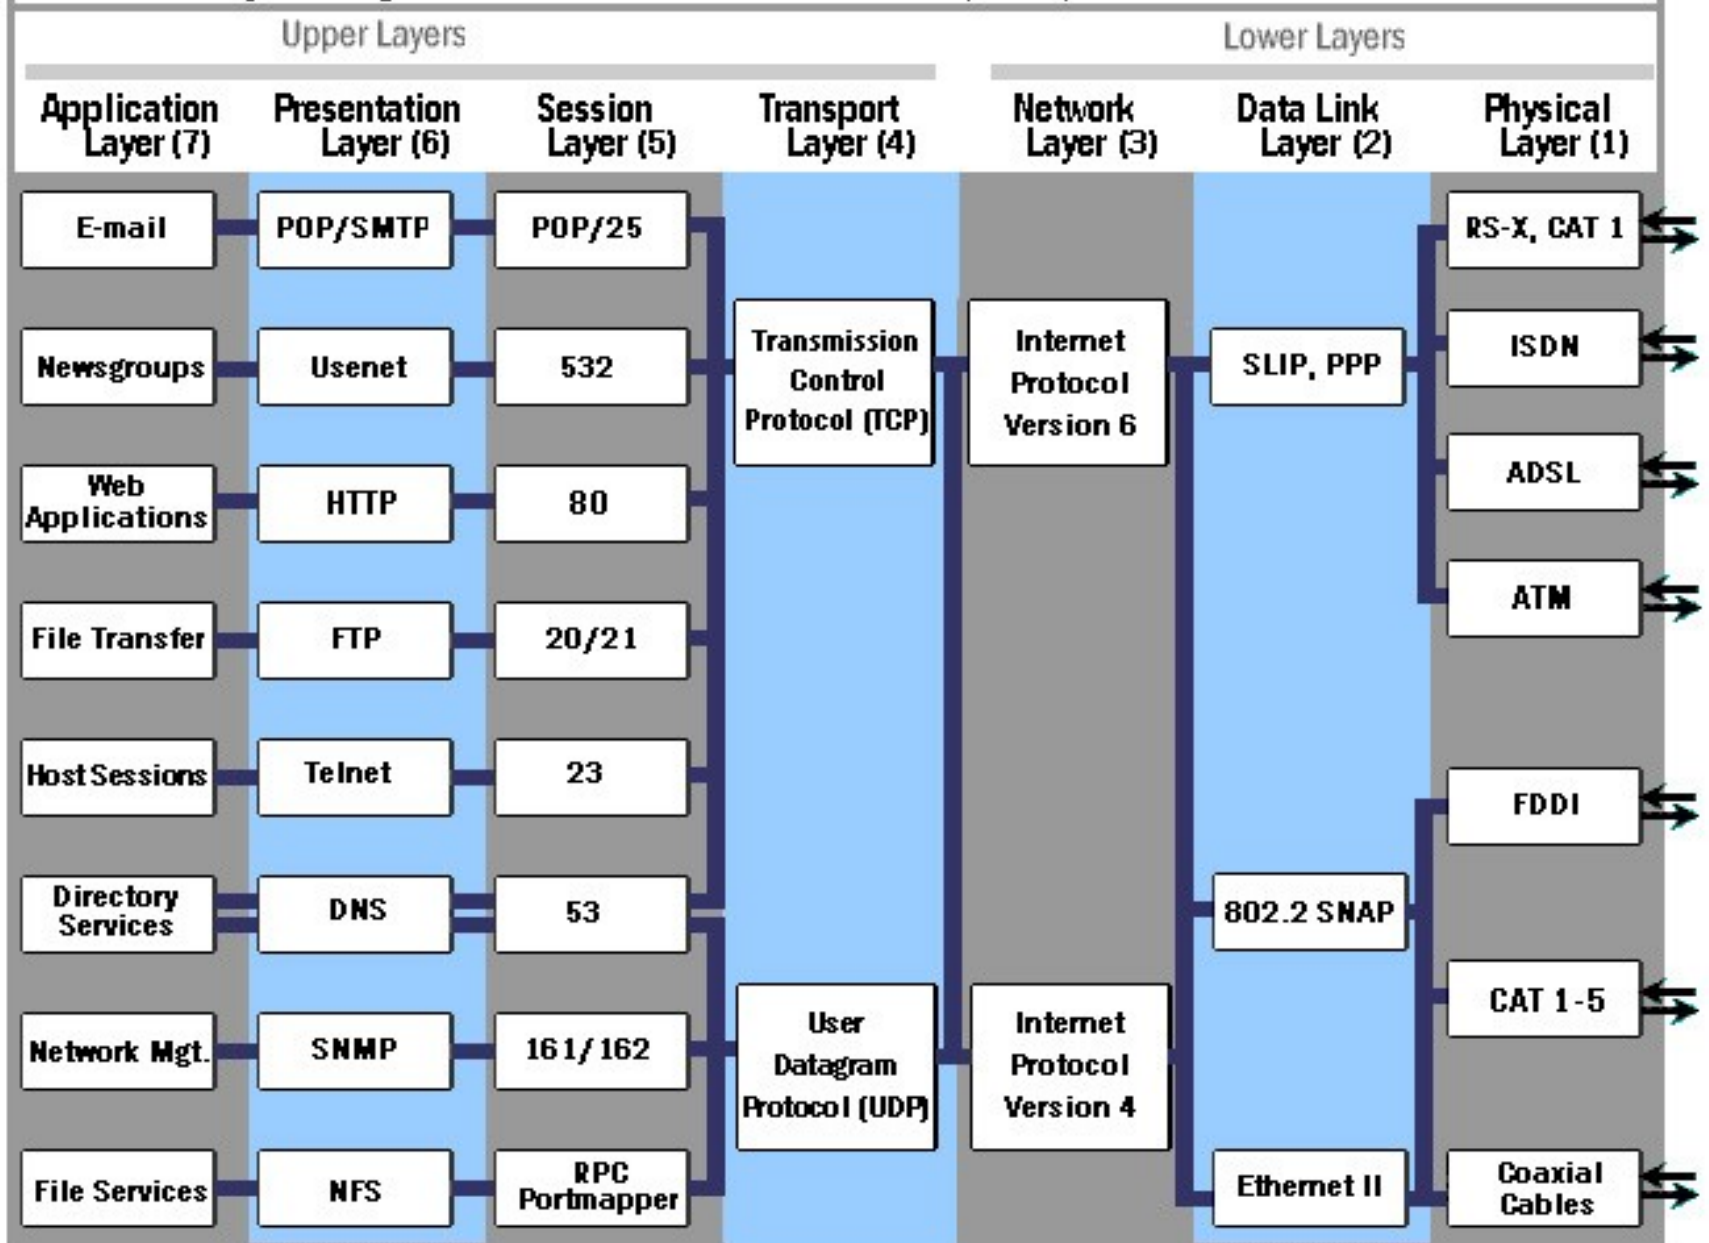 Upper Layers
Lower Layers
Application
Layer (7)
Presentation
Layer (6)
Session
Layer (5)
Transport
Layer (4)
Network
Layer (3)
Data Link
Layer (2)
Physical
Layer (1)
E-mail
POP/SMTP
POP/25
RS-X, CAT 1
Newsgroups
Usenet
532
Transmission
Control
Protocol (TCP)
Internet
Protocol
Version 6
SLIP, PPP
ISDN
Web
Applications
HTTP
80
ADSL
File Transfer
FTP
20/21
ATM
Host Sessions
Telnet
23
FDDI
Directory
Services
DNS
53
802.2 SNAP
Network Mgt.
SNMP
161/162
User
Datagram
Protocol (UDP)
Internet
Protocol
Version 4
CAT 1-5
File Services
NFS
RPC
Portmapper
Ethernet II
Coaxial
Cables